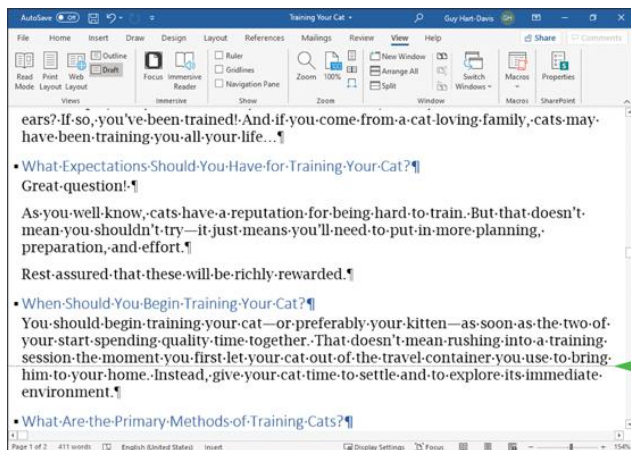 AutoSave Off Training Your Cat Guy Hart-Davis GH
File Home Insert Draw Design Layout References Mailings Review View Help Share Comments
Read Mode Print Layout Web Layout Outline Draft Focus Immersive Reader Ruler Gridlines Navigation Pane Zoom 100% New Window Arrange All Split Switch Windows Macros Properties
Views Immersive Show Zoom Window Macros SharePoint
ears?·If·so,·you've·been·trained!·And·if·you·come·from·a·cat-loving·family,·cats·may·
have·been·training·you·all·your·life…¶
What·Expectations·Should·You·Have·for·Training·Your·Cat?¶
Great·question!·¶
As·you·well·know,·cats·have·a·reputation·for·being·hard·to·train.·But·that·doesn't·
mean·you·shouldn't·try—it·just·means·you'll·need·to·put·in·more·planning,·
preparation,·and·effort.¶
Rest·assured·that·these·will·be·richly·rewarded.¶
When·Should·You·Begin·Training·Your·Cat?¶
You·should·begin·training·your·cat—or·preferably·your·kitten—as·soon·as·the·two·of·
your·start·spending·quality·time·together.·That·doesn't·mean·rushing·into·a·training·
session·the·moment·you·first·let·your·cat·out·of·the·travel·container·you·use·to·bring·
him·to·your·home.·Instead,·give·your·cat·time·to·settle·and·to·explore·its·immediate·
environment.¶
What·Are·the·Primary·Methods·of·Training·Cats?¶
Page 1 of 2 411 words English (United States) Insert Display Settings Focus 154%